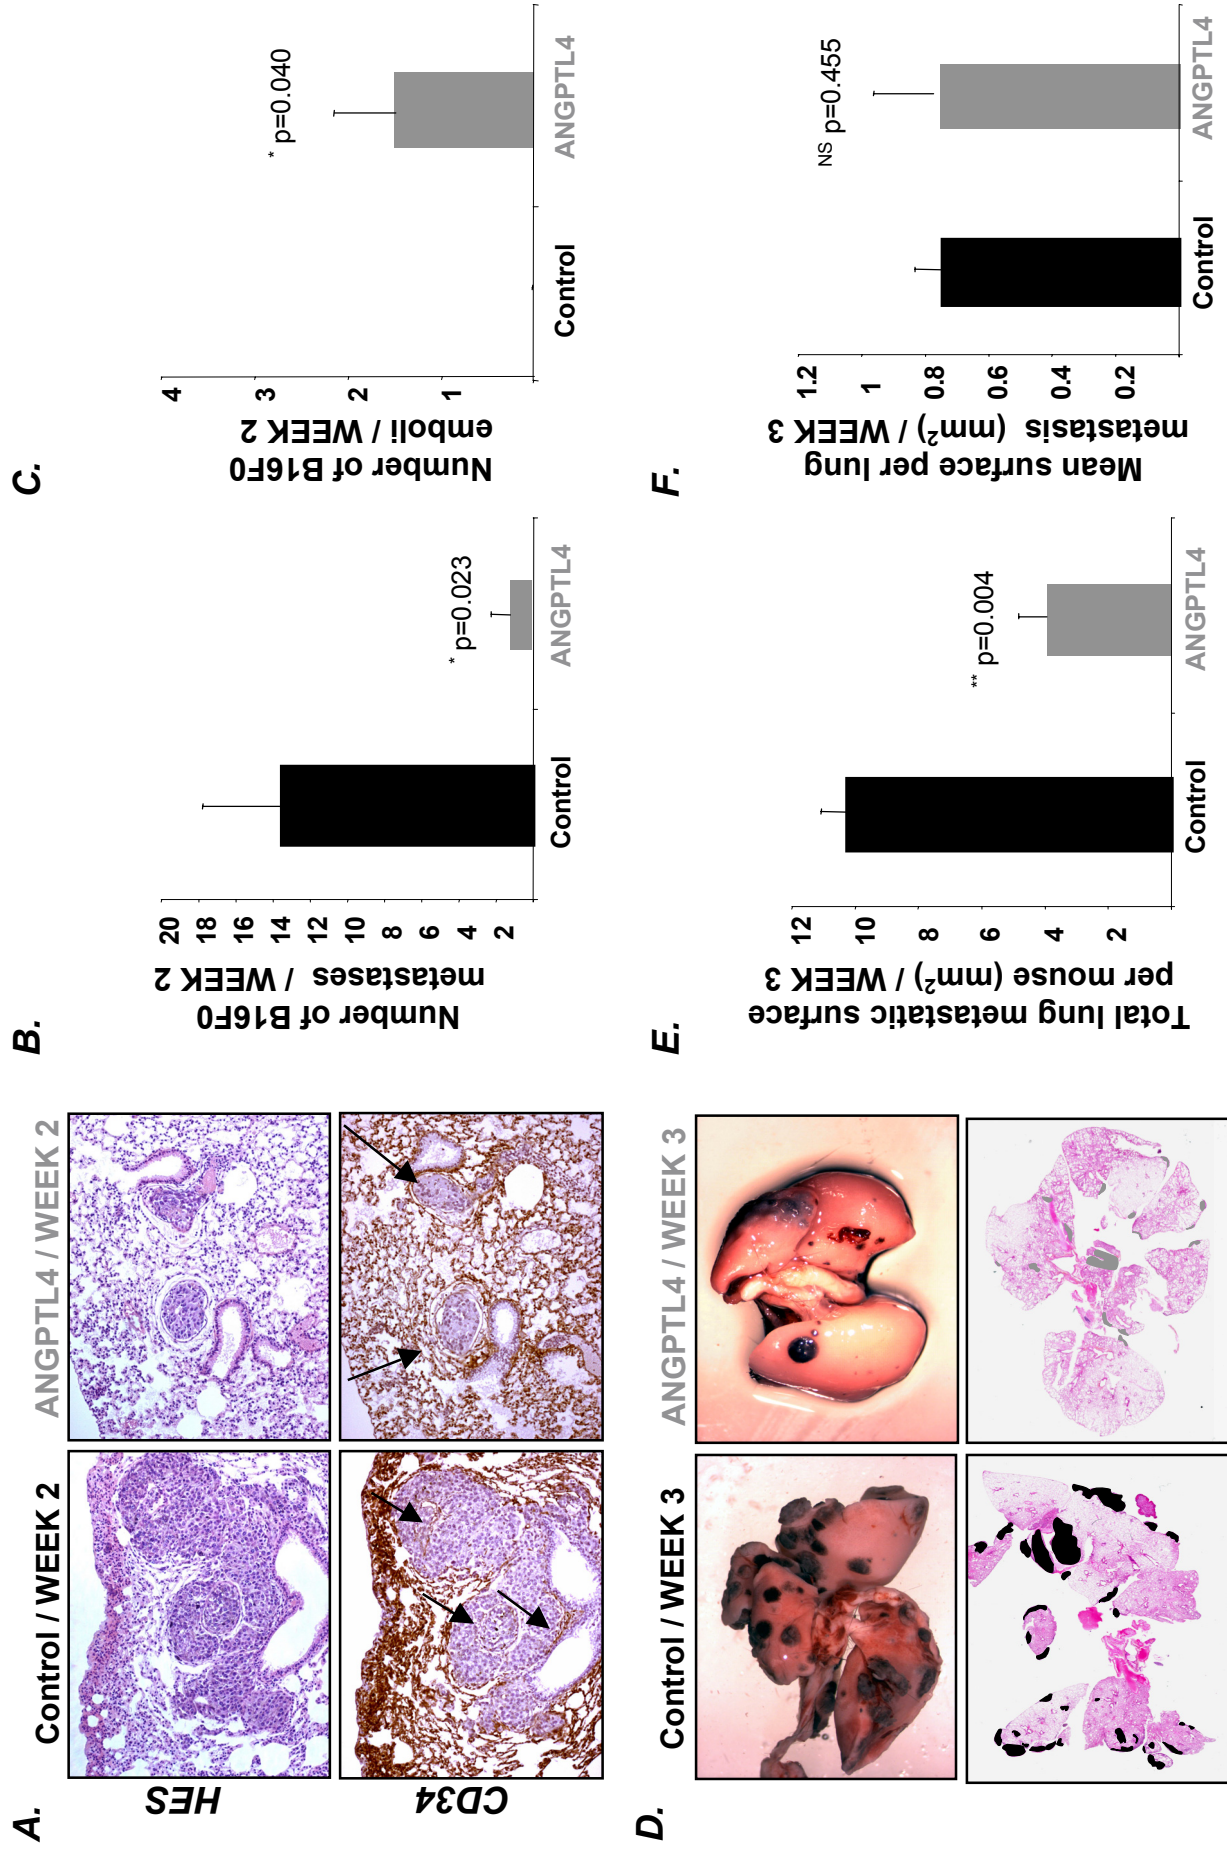 A.
Control / WEEK 2
ANGPTL4 / WEEK 2
HES
CD34
B.
Number of B16F0
metastases / WEEK 2
20
18
16
14
12
10
8
6
4
2
* p=0.023
Control
ANGPTL4
C.
Number of B16F0
emboli / WEEK 2
4
3
2
1
* p=0.040
Control
ANGPTL4
D.
Control / WEEK 3
ANGPTL4 / WEEK 3
E.
Total lung metastatic surface
per mouse (mm²) / WEEK 3
12
10
8
6
4
2
** p=0.004
Control
ANGPTL4
F.
Mean surface per lung
metastasis (mm²) / WEEK 3
1.2
1
0.8
0.6
0.4
0.2
NS p=0.455
Control
ANGPTL4